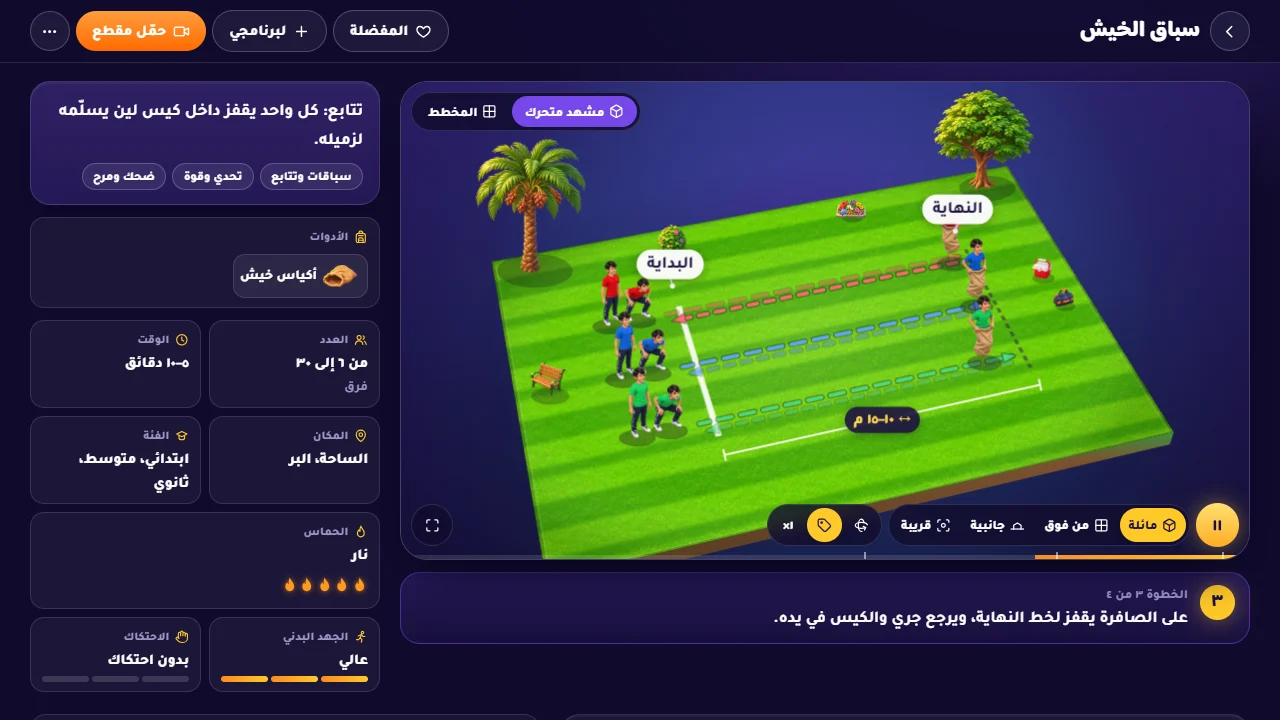 سباق الخيش
المفضلة
لبرنامجي
حمّل مقطع
مشهد متحرك
المخطط
النهاية
البداية
↔ ١٠–١٥ م
مائلة
من فوق
جانبية
قريبة
x١
٣
الخطوة ٣ من ٤
على الصافرة يقفز لخط النهاية، ويرجع جري والكيس في يده.
تتابع: كل واحد يقفز داخل كيس لين يسلّمه
لزميله.
سباقات وتتابع
تحدي وقوة
ضحك ومرح
الأدوات
أكياس خيش
العدد
من ٦ إلى ٣٠
فرق
الوقت
٥–١٠ دقائق
المكان
الساحة، البر
الفئة
ابتدائي، متوسط،
ثانوي
الحماس
نار
الجهد البدني
عالي
الاحتكاك
بدون احتكاك